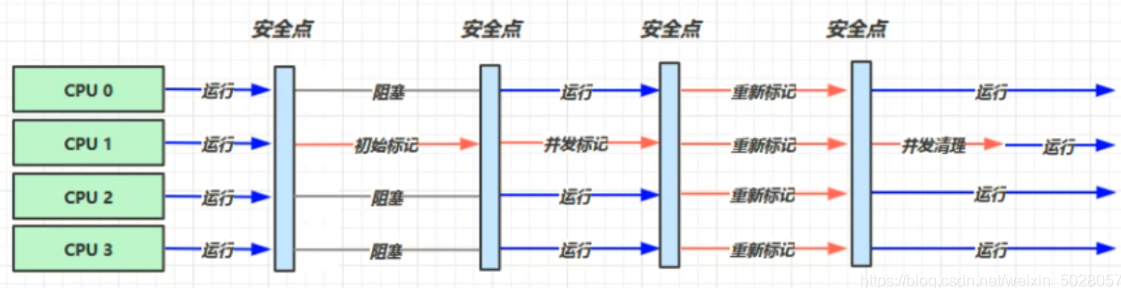 安全点 安全点 安全点 安全点
CPU 0 运行 阻塞 运行 重新标记 运行
CPU 1 运行 初始标记 并发标记 重新标记 并发清理 运行
CPU 2 运行 阻塞 运行 重新标记 运行
CPU 3 运行 阻塞 运行 重新标记 运行
https://blog.csdn.net/weixin_5028057